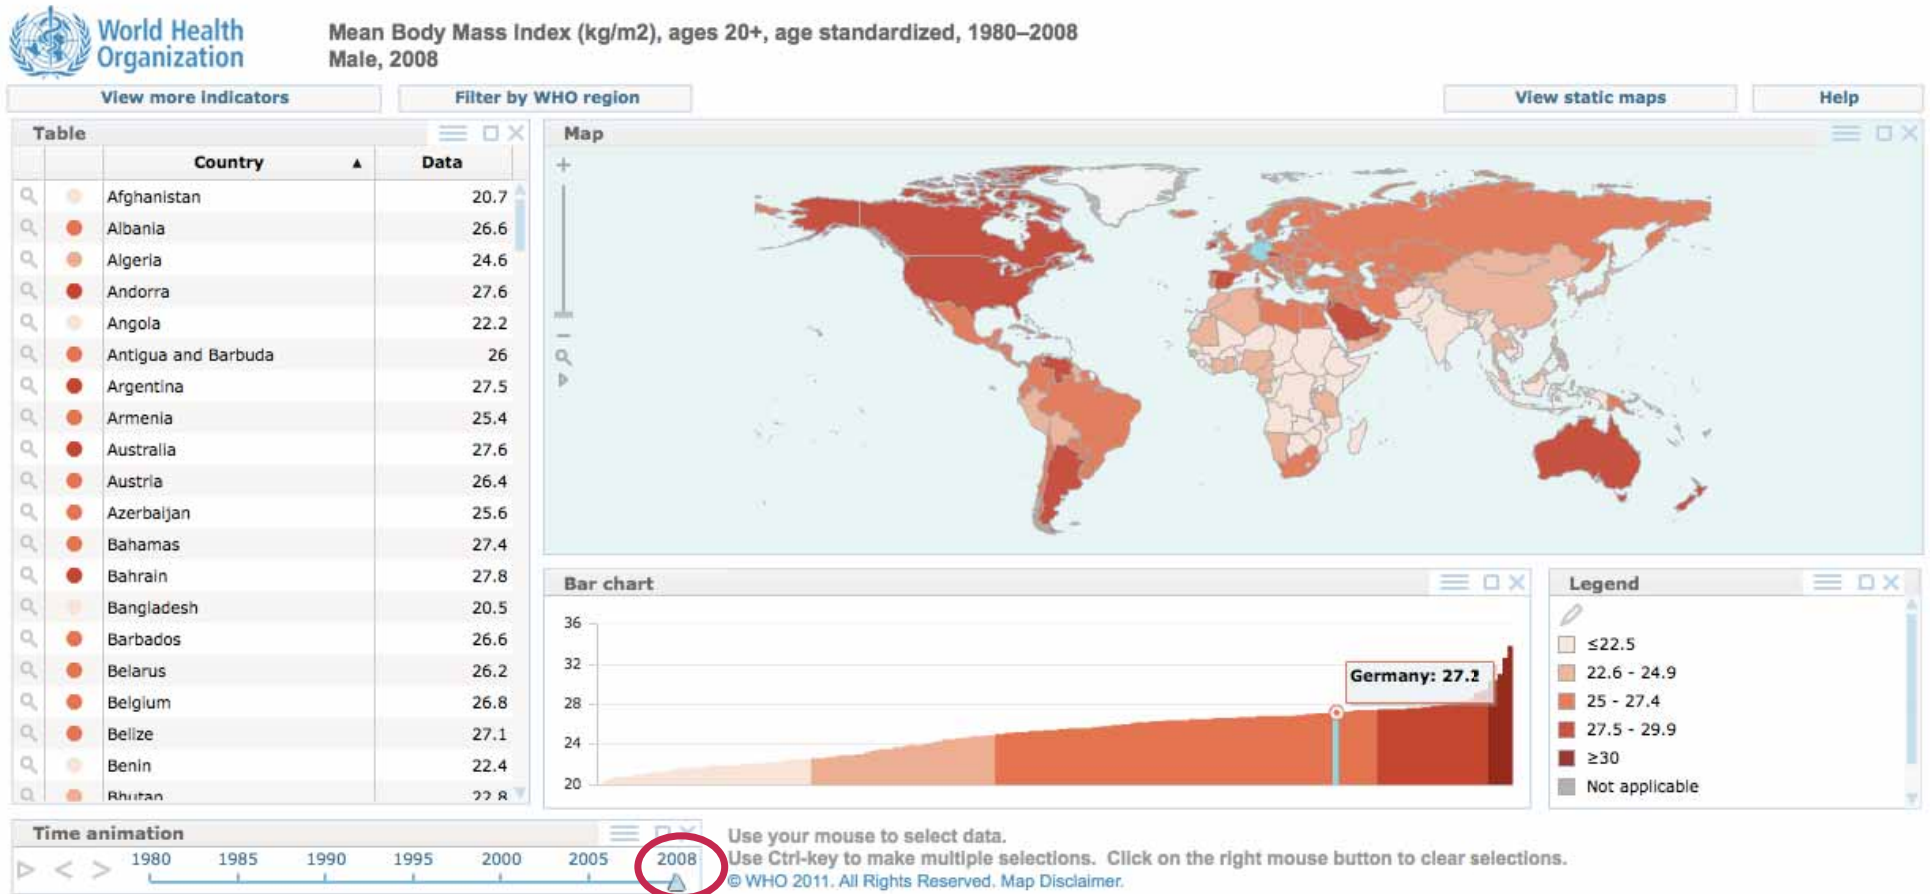 World Health
Organization
Mean Body Mass Index (kg/m2), ages 20+, age standardized, 1980–2008
Male, 2008
View more indicators
Filter by WHO region
View static maps
Help
Table
Country ▲ Data
Afghanistan 20.7
Albania 26.6
Algeria 24.6
Andorra 27.6
Angola 22.2
Antigua and Barbuda 26
Argentina 27.5
Armenia 25.4
Australia 27.6
Austria 26.4
Azerbaijan 25.6
Bahamas 27.4
Bahrain 27.8
Bangladesh 20.5
Barbados 26.6
Belarus 26.2
Belgium 26.8
Belize 27.1
Benin 22.4
Bhutan 22.8
Map
Bar chart
36
32
28
24
20
Germany:
Legend
≤22.5
22.6 - 24.9
25 - 27.4
27.5 - 29.9
≥30
Not applicable
Time animation
1980 1985 1990 1995 2000 2005 2008
Use your mouse to select data.
Use Ctrl-key to make multiple selections. Click on the right mouse button to clear selections.
© WHO 2011. All Rights Reserved. Map Disclaimer.